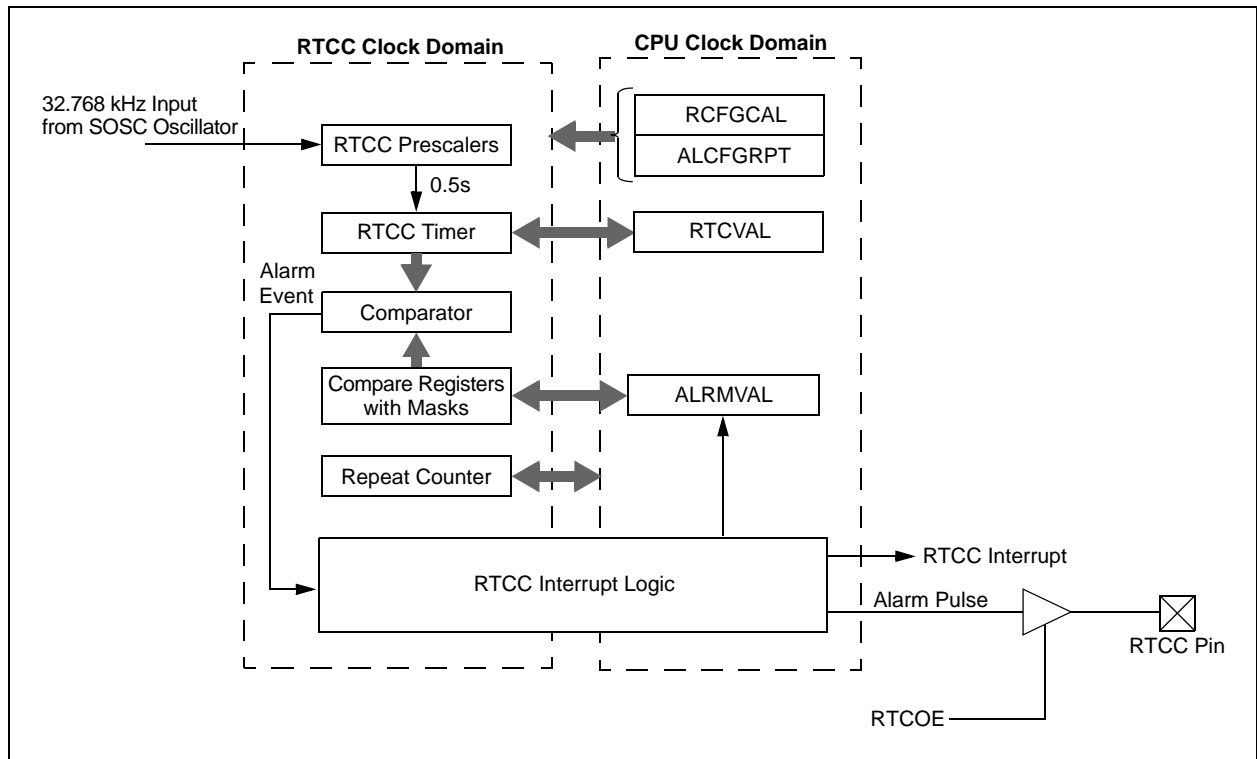 RTCC Clock Domain
CPU Clock Domain
32.768 kHz Input
from SOSC Oscillator
RCFGCAL
ALCFGRPT
RTCC Prescalers
0.5s
RTCC Timer
RTCVAL
Alarm
Event
Comparator
Compare Registers
with Masks
ALRMVAL
Repeat Counter
RTCC Interrupt Logic
RTCC Interrupt
Alarm Pulse
RTCC Pin
RTCOE